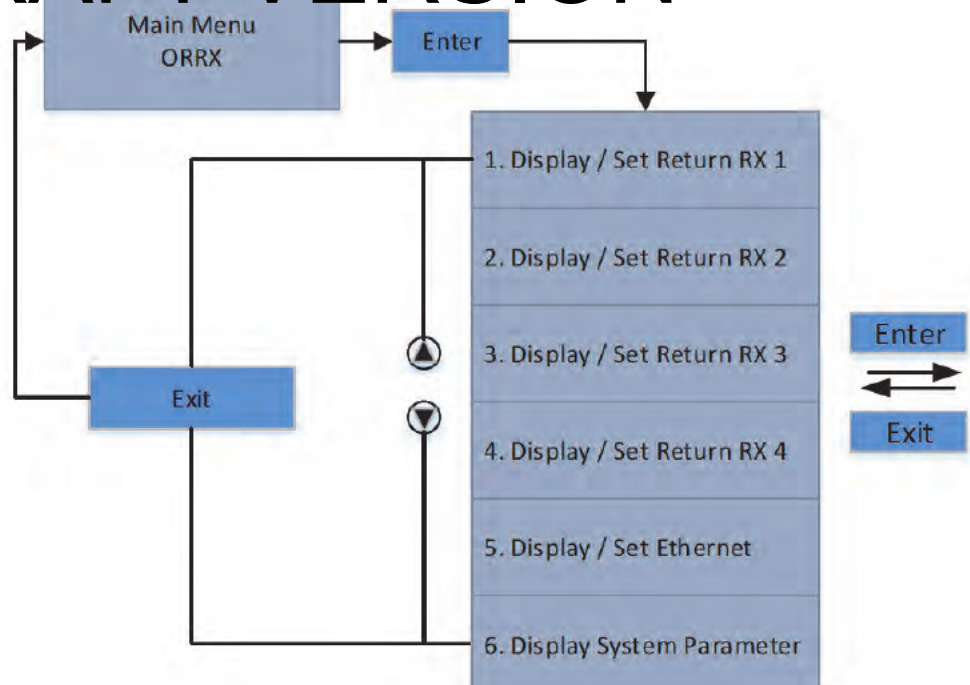 VERSION
Main Menu
ORRX
Enter
1. Display / Set Return RX 1
2. Display / Set Return RX 2
3. Display / Set Return RX 3
4. Display / Set Return RX 4
5. Display / Set Ethernet
6. Display System Parameter
Exit
Enter
Exit